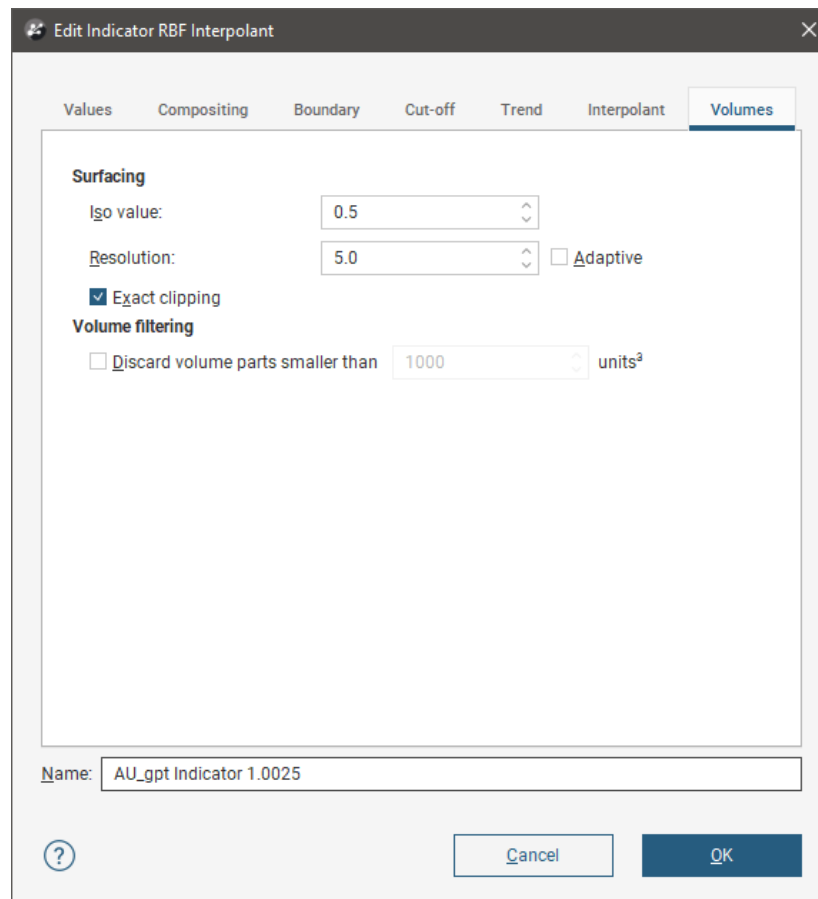 Edit Indicator RBF Interpolant
Values Compositing Boundary Cut-off Trend Interpolant Volumes
Surfacing
Iso value: 0.5
Resolution: 5.0 Adaptive
Exact clipping
Volume filtering
Discard volume parts smaller than 1000 units³
Name: AU_gpt Indicator 1.0025
? Cancel OK